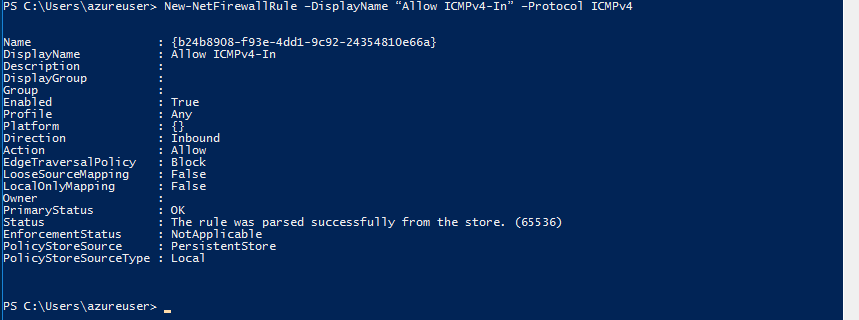 PS C:\Users\azureuser> New-NetFirewallRule –DisplayName “Allow ICMPv4-In” –Protocol ICMPv4
Name : {b24b8908-f93e-4dd1-9c92-24354810e66a}
DisplayName : Allow ICMPv4-In
Description :
DisplayGroup :
Group :
Enabled : True
Profile : Any
Platform : {}
Direction : Inbound
Action : Allow
EdgeTraversalPolicy : Block
LooseSourceMapping : False
LocalOnlyMapping : False
Owner :
PrimaryStatus : OK
Status : The rule was parsed successfully from the store. (65536)
EnforcementStatus : NotApplicable
PolicyStoreSource : PersistentStore
PolicyStoreSourceType : Local
PS C:\Users\azureuser> _